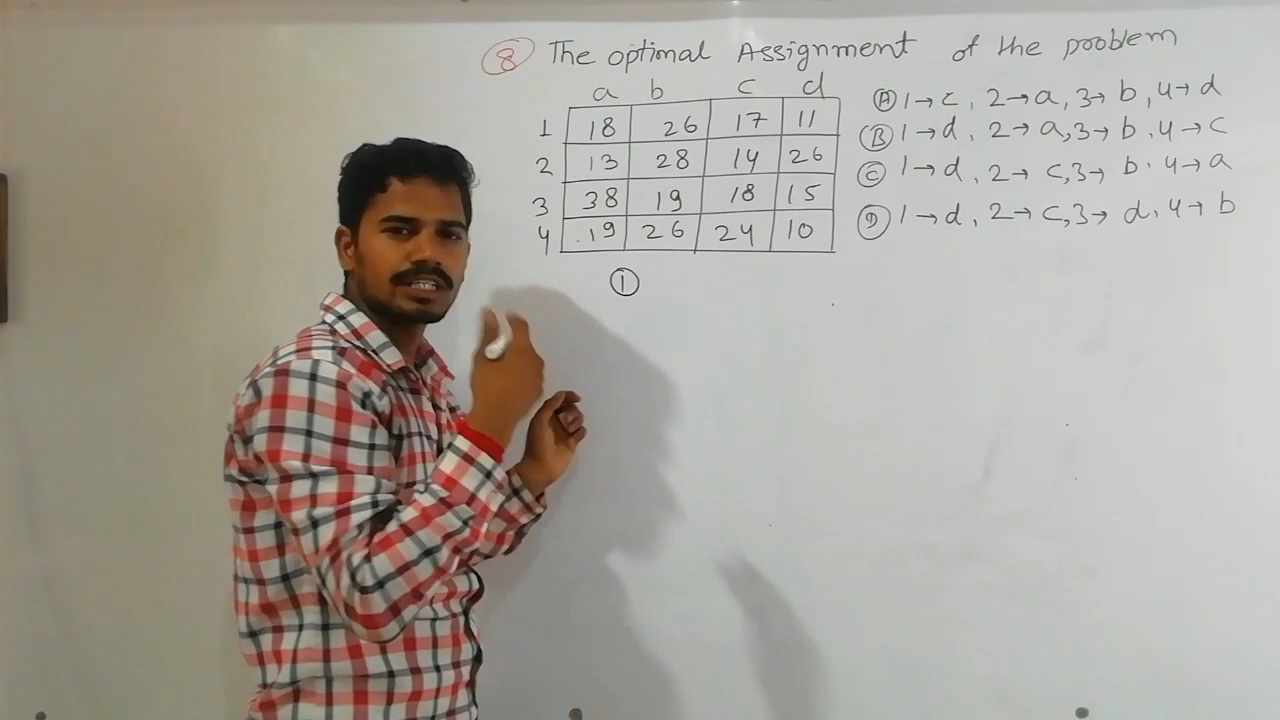 8 The optimal Assignment of the problem
a b c d
1 18 26 17 11
2 13 28 14 26
3 38 19 18 15
4 19 26 24 10
1
A 1→c, 2→a, 3→b, 4→d
B 1→d, 2→a, 3→b, 4→c
C 1→d, 2→c, 3→b, 4→a
D 1→d, 2→c, 3→d, 4→b